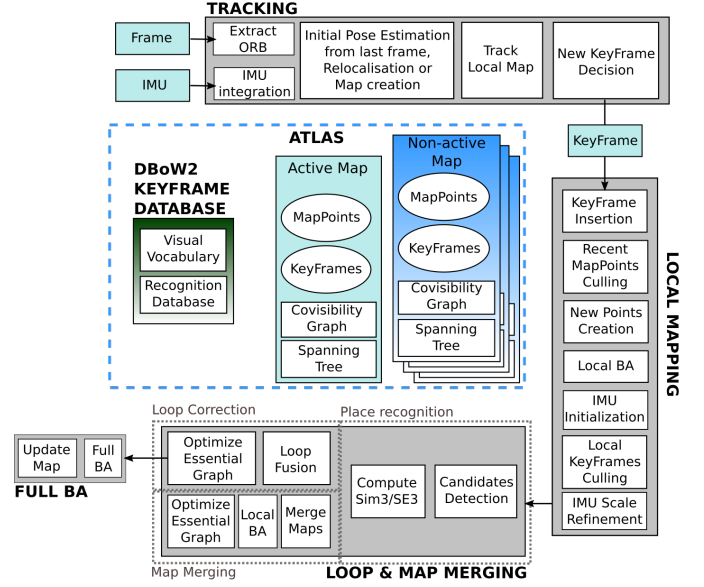 TRACKING
Frame
IMU
Extract
ORB
IMU
integration
Initial Pose Estimation
from last frame,
Relocalisation or
Map creation
Track
Local Map
New KeyFrame
Decision
KeyFrame
ATLAS
DBoW2
KEYFRAME
DATABASE
Visual
Vocabulary
Recognition
Database
Active Map
MapPoints
KeyFrames
Covisibility
Graph
Spanning
Tree
Non-active
Map
MapPoints
KeyFrames
Covisibility
Graph
Spanning
Tree
LOCAL MAPPING
KeyFrame
Insertion
Recent
MapPoints
Culling
New Points
Creation
Local BA
IMU
Initialization
Local
KeyFrames
Culling
IMU Scale
Refinement
Loop Correction
Place recognition
Optimize
Essential
Graph
Loop
Fusion
Compute
Sim3/SE3
Candidates
Detection
Update
Map
Full
BA
FULL BA
Optimize
Essential
Graph
Local
BA
Merge
Maps
Map Merging
LOOP & MAP MERGING